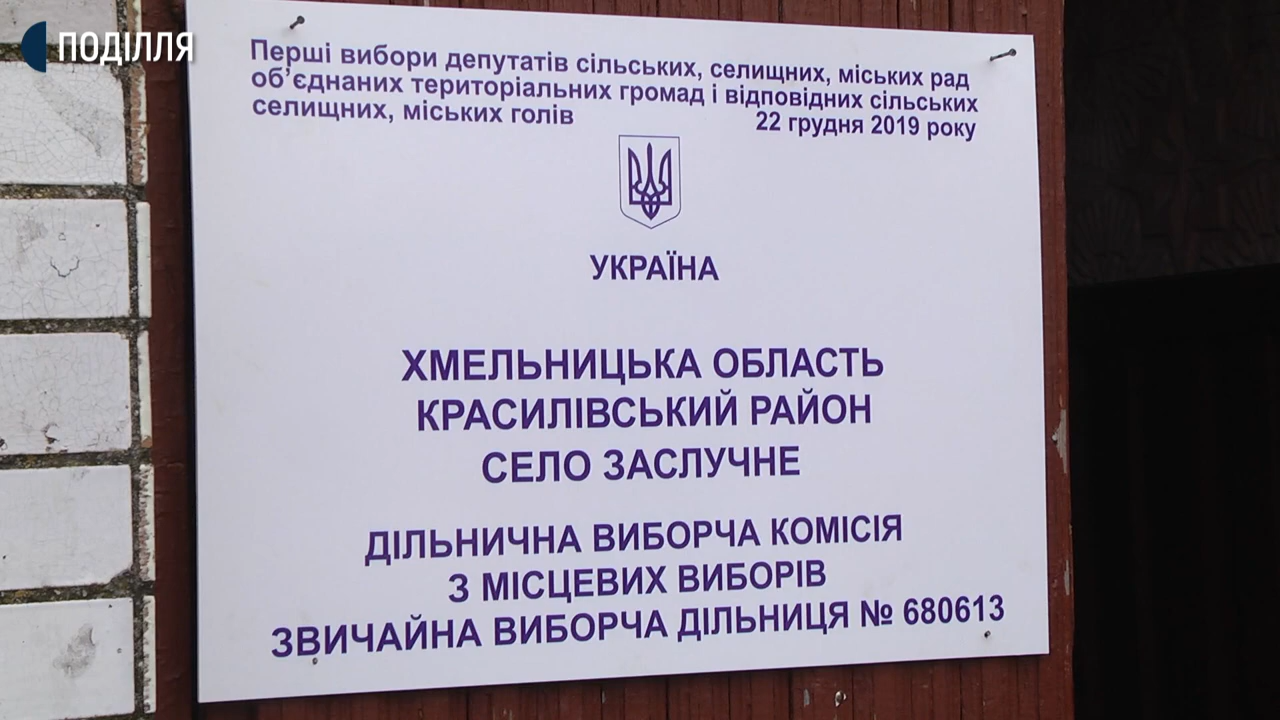 ПОДІЛЛЯ
Перші вибори депутатів сільських, селищних, міських рад
об’єднаних територіальних громад і відповідних сільських
селищних, міських голів 22 грудня 2019 року
УКРАЇНА
ХМЕЛЬНИЦЬКА ОБЛАСТЬ
КРАСИЛІВСЬКИЙ РАЙОН
СЕЛО ЗАСЛУЧНЕ
ДІЛЬНИЧНА ВИБОРЧА КОМІСІЯ
З МІСЦЕВИХ ВИБОРІВ
ЗВИЧАЙНА ВИБОРЧА ДІЛЬНИЦЯ № 680613